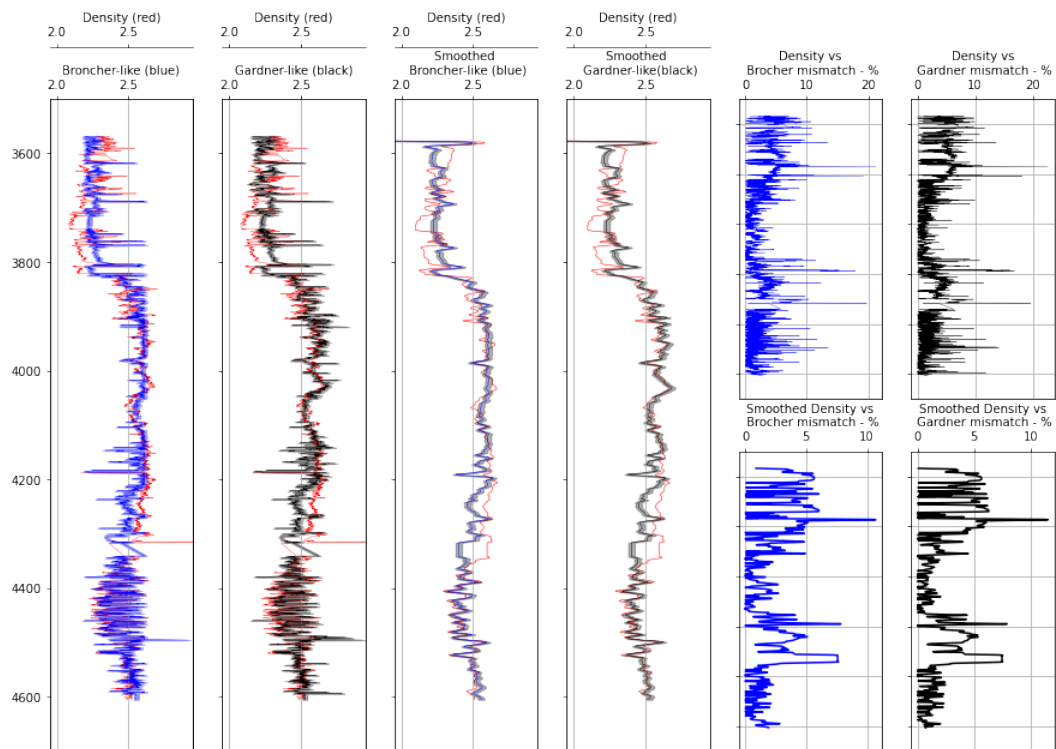 Density (red)
2.0 2.5
Broncher-like (blue)
2.0 2.5
Density (red)
2.0 2.5
Gardner-like (black)
2.0 2.5
Density (red)
2.0 2.5
Smoothed
Broncher-like (blue)
2.0 2.5
Density (red)
2.0 2.5
Smoothed
Gardner-like(black)
2.0 2.5
Density vs
Brocher mismatch - %
0 10 20
Density vs
Gardner mismatch - %
0 10 20
3600
3800
4000
4200
4400
4600
Smoothed Density vs
Brocher mismatch - %
0 5 10
Smoothed Density vs
Gardner mismatch - %
0 5 10